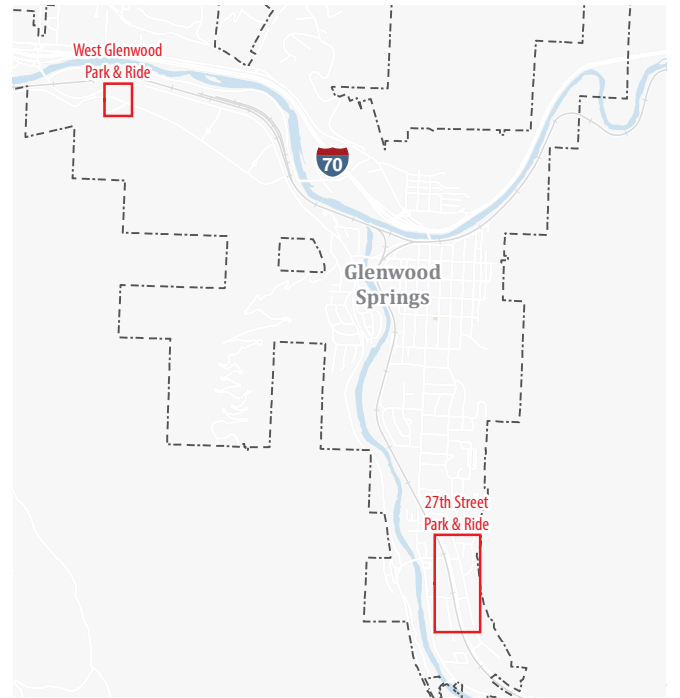 West Glenwood
Park & Ride
70
Glenwood
Springs
27th Street
Park & Ride